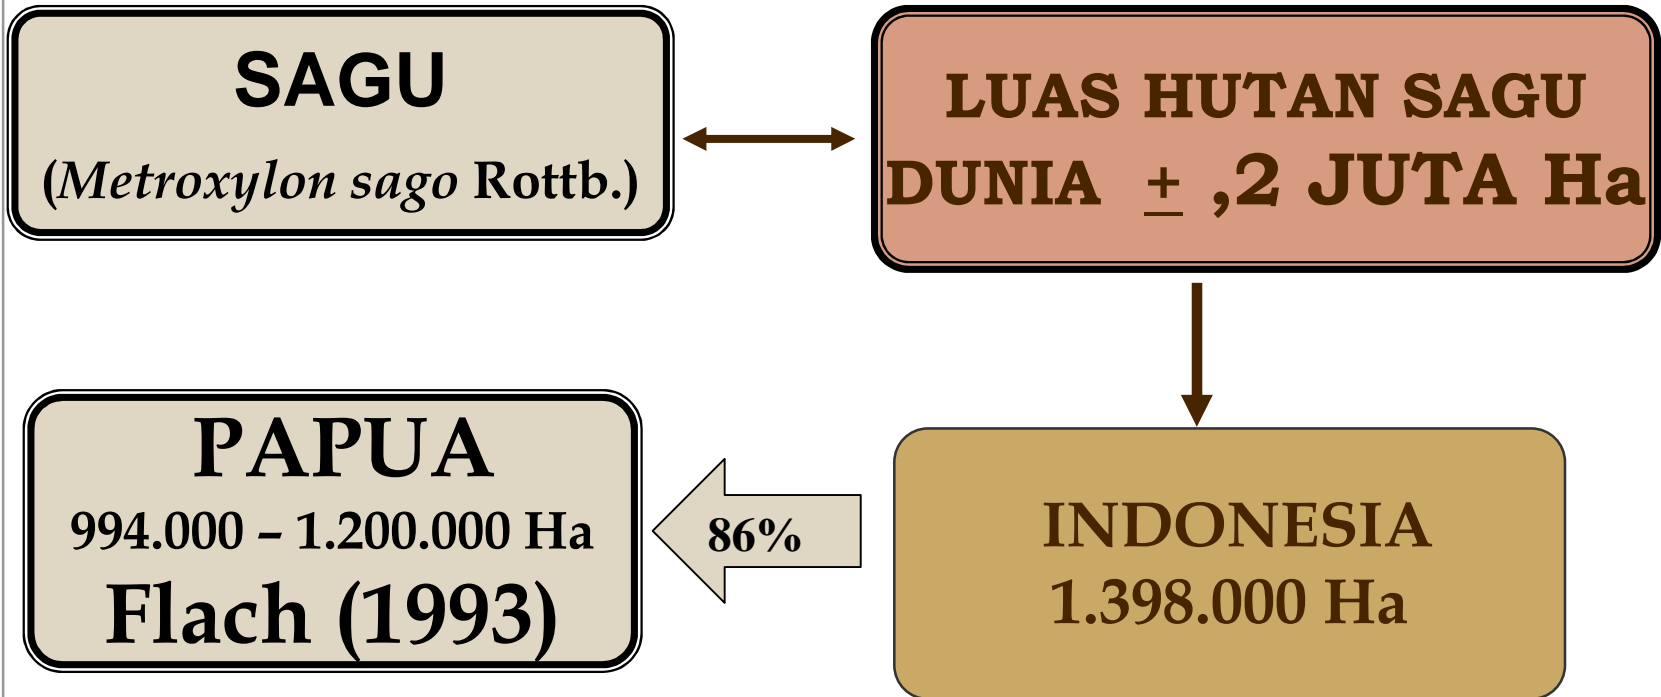 SAGU
(Metroxylon sago Rottb.)
LUAS HUTAN SAGU
DUNIA ± ,2 JUTA Ha
PAPUA
994.000 – 1.200.000 Ha
Flach (1993)
86%
INDONESIA
1.398.000 Ha